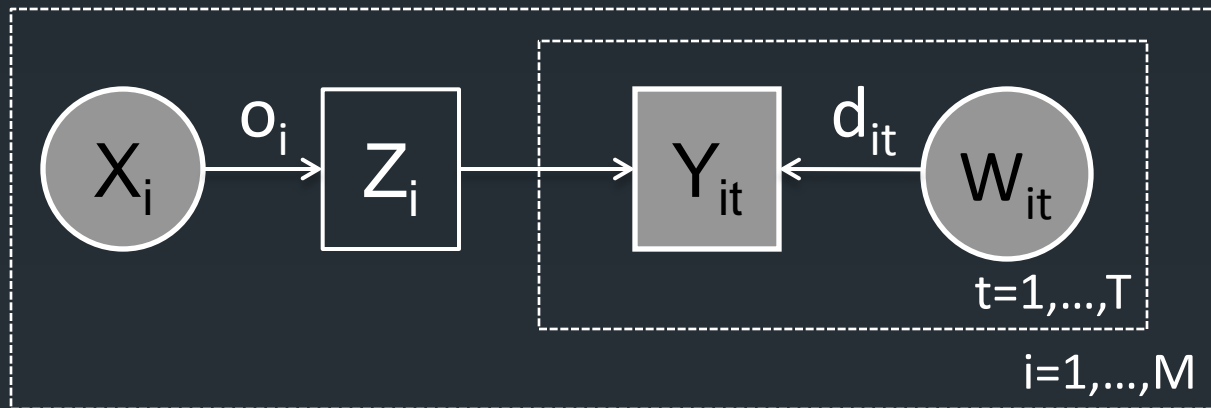 X_i o_i Z_i Y_it d_it W_it
t=1,...,T
i=1,...,M